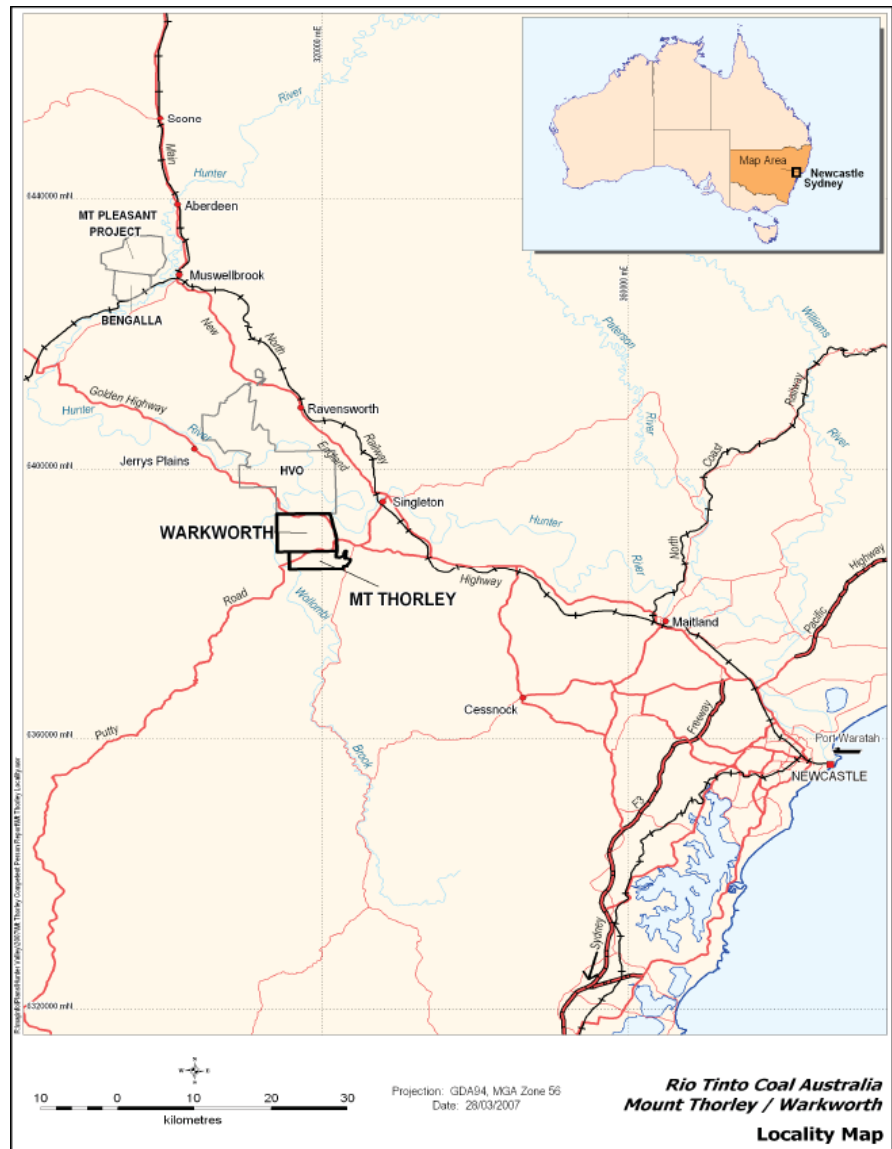 320000 mE
Scone
Main
River
Hunter
6440000 mN
Aberdeen
MT PLEASANT
PROJECT
Muswellbrook
BENGALLA
New
North
Golden Highway
Hunter
River
Jerrys Plains
Ravensworth
England
Railway
HVO
6400000 mN
Singleton
WARKWORTH
MT THORLEY
Road
Wollombi
Highway
Hunter
River
Putty
Brook
Cessnock
Maitland
Map Area
Newcastle
Sydney
360000 mE
Paterson
River
Williams
River
Railway
Coast
North
Highway
Pacific
Freeway
F3
Sydney
6360000 mN
Port Waratah
NEWCASTLE
6320000 mN
10 0 10 20 30
kilometres
W E
Projection: GDA94, MGA Zone 56
Date: 28/03/2007
Rio Tinto Coal Australia
Mount Thorley / Warkworth
Locality Map